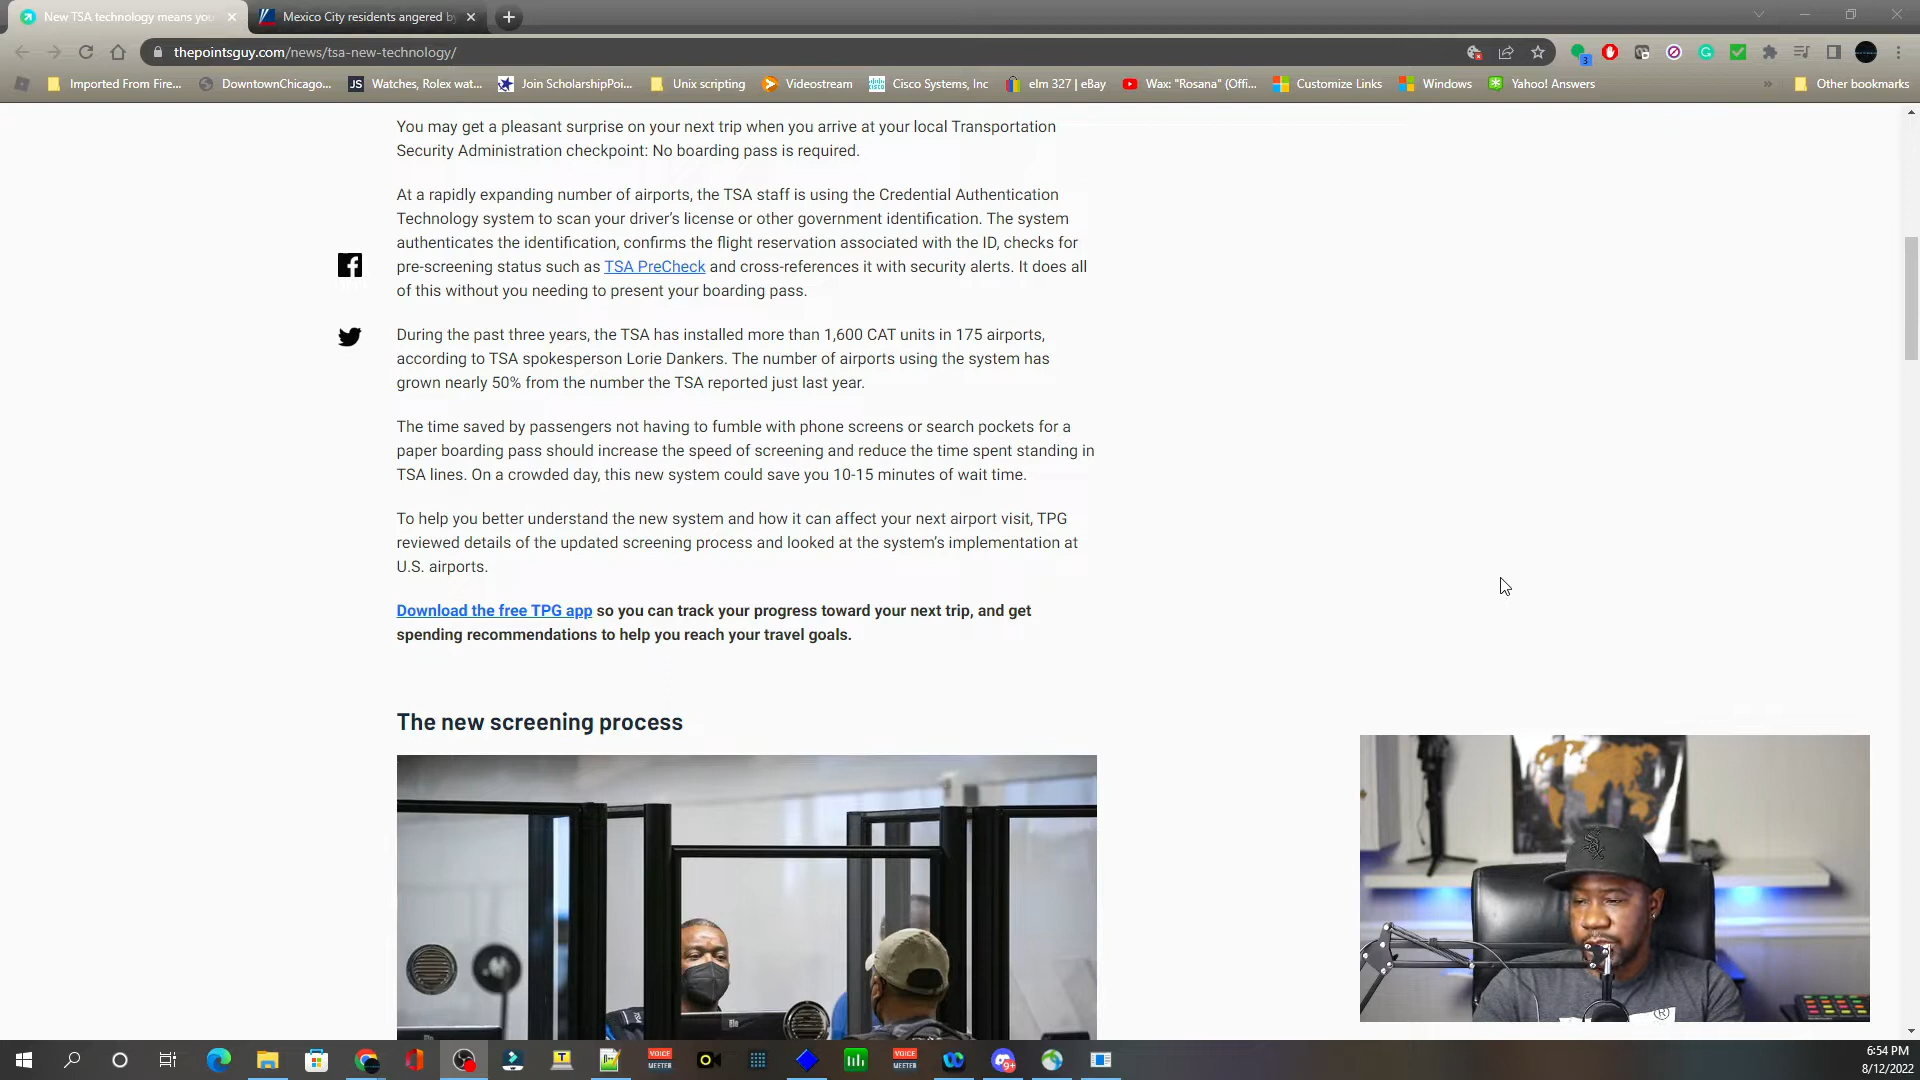 New TSA technology means you
Mexico City residents angered by
thepointsguy.com/news/tsa-new-technology/
3
Imported From Fire...
DowntownChicago...
JS
Watches, Rolex wat...
Join ScholarshipPoi...
Unix scripting
Videostream
Cisco Systems, Inc
elm 327 | eBay
Wax: "Rosana" (Offi...
Customize Links
Windows
Yahoo! Answers
»
Other bookmarks
You may get a pleasant surprise on your next trip when you arrive at your local Transportation
Security Administration checkpoint: No boarding pass is required.
At a rapidly expanding number of airports, the TSA staff is using the Credential Authentication
Technology system to scan your driver’s license or other government identification. The system
authenticates the identification, confirms the flight reservation associated with the ID, checks for
pre-screening status such as TSA PreCheck and cross-references it with security alerts. It does all
of this without you needing to present your boarding pass.
During the past three years, the TSA has installed more than 1,600 CAT units in 175 airports,
according to TSA spokesperson Lorie Dankers. The number of airports using the system has
grown nearly 50% from the number the TSA reported just last year.
The time saved by passengers not having to fumble with phone screens or search pockets for a
paper boarding pass should increase the speed of screening and reduce the time spent standing in
TSA lines. On a crowded day, this new system could save you 10-15 minutes of wait time.
To help you better understand the new system and how it can affect your next airport visit, TPG
reviewed details of the updated screening process and looked at the system’s implementation at
U.S. airports.
Download the free TPG app so you can track your progress toward your next trip, and get
spending recommendations to help you reach your travel goals.
The new screening process
elo
SOX
®
VOICE
MEETER
VOICE
MEETER
9+
6:54 PM
8/12/2022